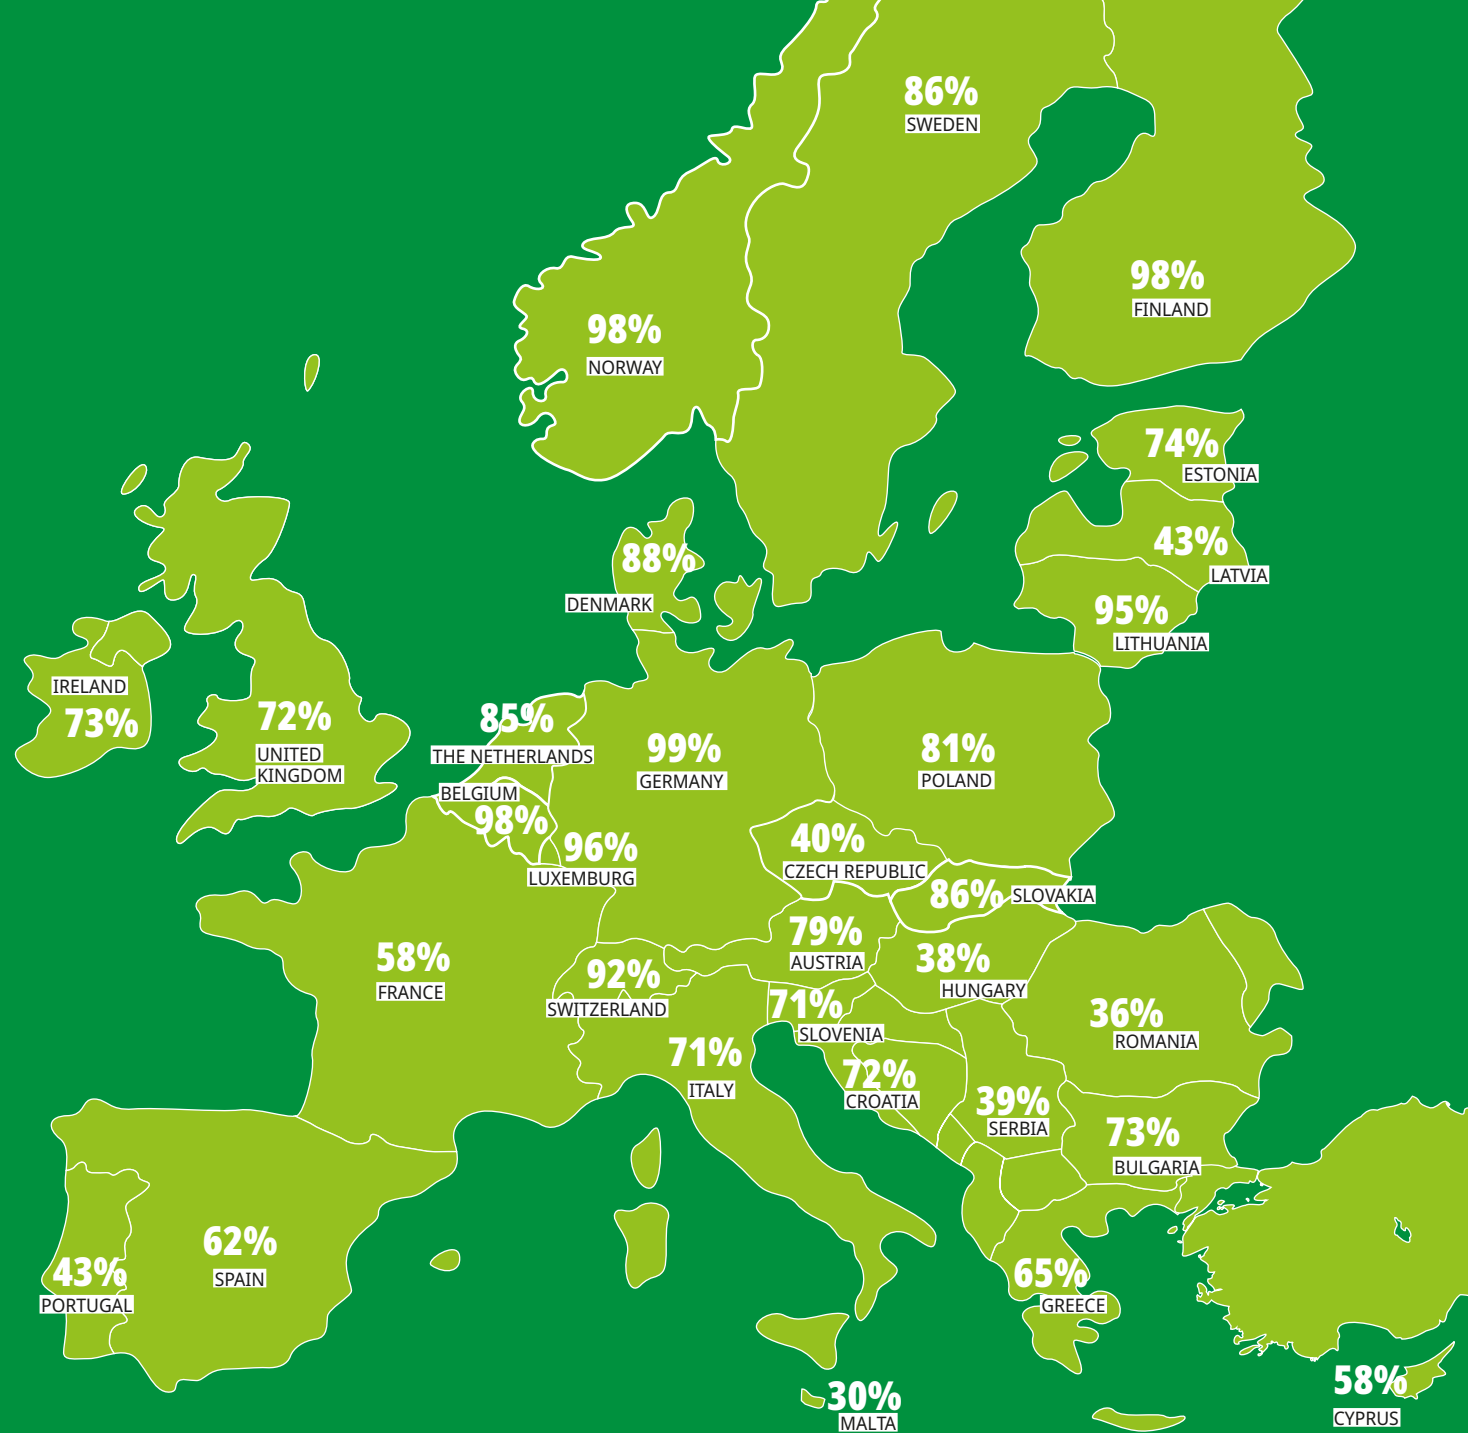 86%
SWEDEN
98%
FINLAND
98%
NORWAY
74%
ESTONIA
43%
LATVIA
88%
DENMARK
95%
LITHUANIA
IRELAND
73%
72%
UNITED
KINGDOM
85%
THE NETHERLANDS
99%
GERMANY
81%
POLAND
BELGIUM
98%
96%
LUXEMBURG
40%
CZECH REPUBLIC
86%
SLOVAKIA
79%
AUSTRIA
58%
FRANCE
92%
SWITZERLAND
38%
HUNGARY
71%
SLOVENIA
36%
ROMANIA
71%
ITALY
72%
CROATIA
39%
SERBIA
73%
BULGARIA
62%
SPAIN
43%
PORTUGAL
65%
GREECE
30%
MALTA
58%
CYPRUS